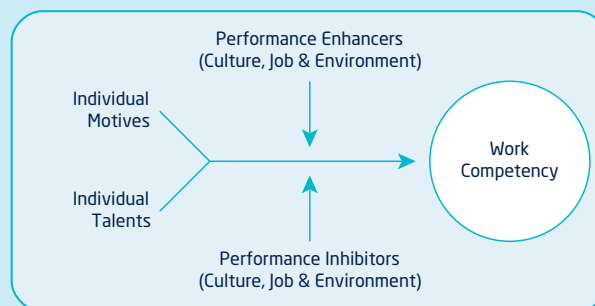 Performance Enhancers
(Culture, Job & Environment)
Individual
Motives
Work
Competency
Individual
Talents
Performance Inhibitors
(Culture, Job & Environment)